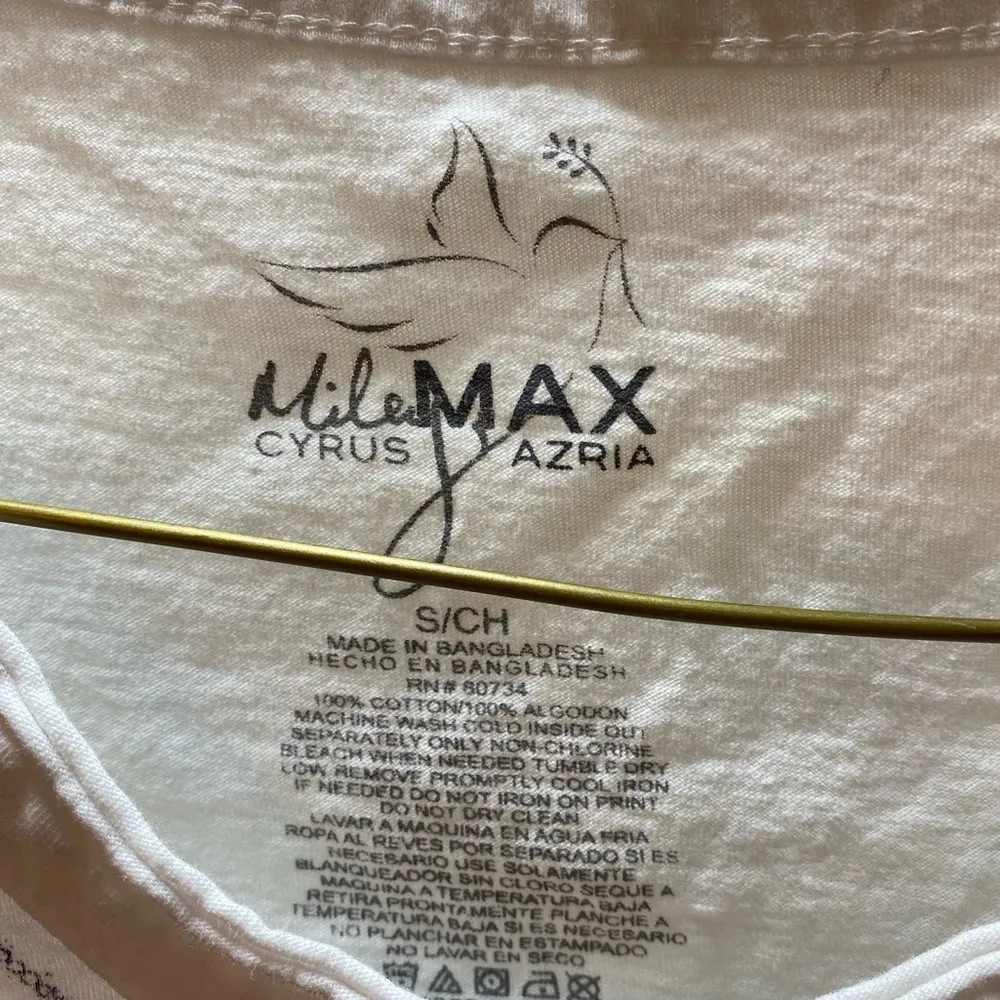 Miley MAX
CYRUS AZRIA
S/CH
MADE IN BANGLADESH
HECHO EN BANGLADESH
RN# 60734
100% COTTON/100% ALGODON
MACHINE WASH COLD INSIDE OUT
SEPARATELY ONLY NON-CHLORINE
BLEACH WHEN NEEDED TUMBLE DRY
LOW REMOVE PROMPTLY COOL IRON
IF NEEDED DO NOT IRON ON PRINT
DO NOT DRY CLEAN
LAVAR A MAQUINA EN AGUA FRIA
ROPA AL REVES POR SEPARADO SI ES
NECESARIO USE SOLAMENTE
BLANQUEADOR SIN CLORO SEQUE A
MAQUINA A TEMPERATURA BAJA
RETIRA PRONTAMENTE PLANCHE A
TEMPERATURA BAJA SI ES NECESARIO
NO PLANCHAR EN ESTAMPADO
NO LAVAR EN SECO